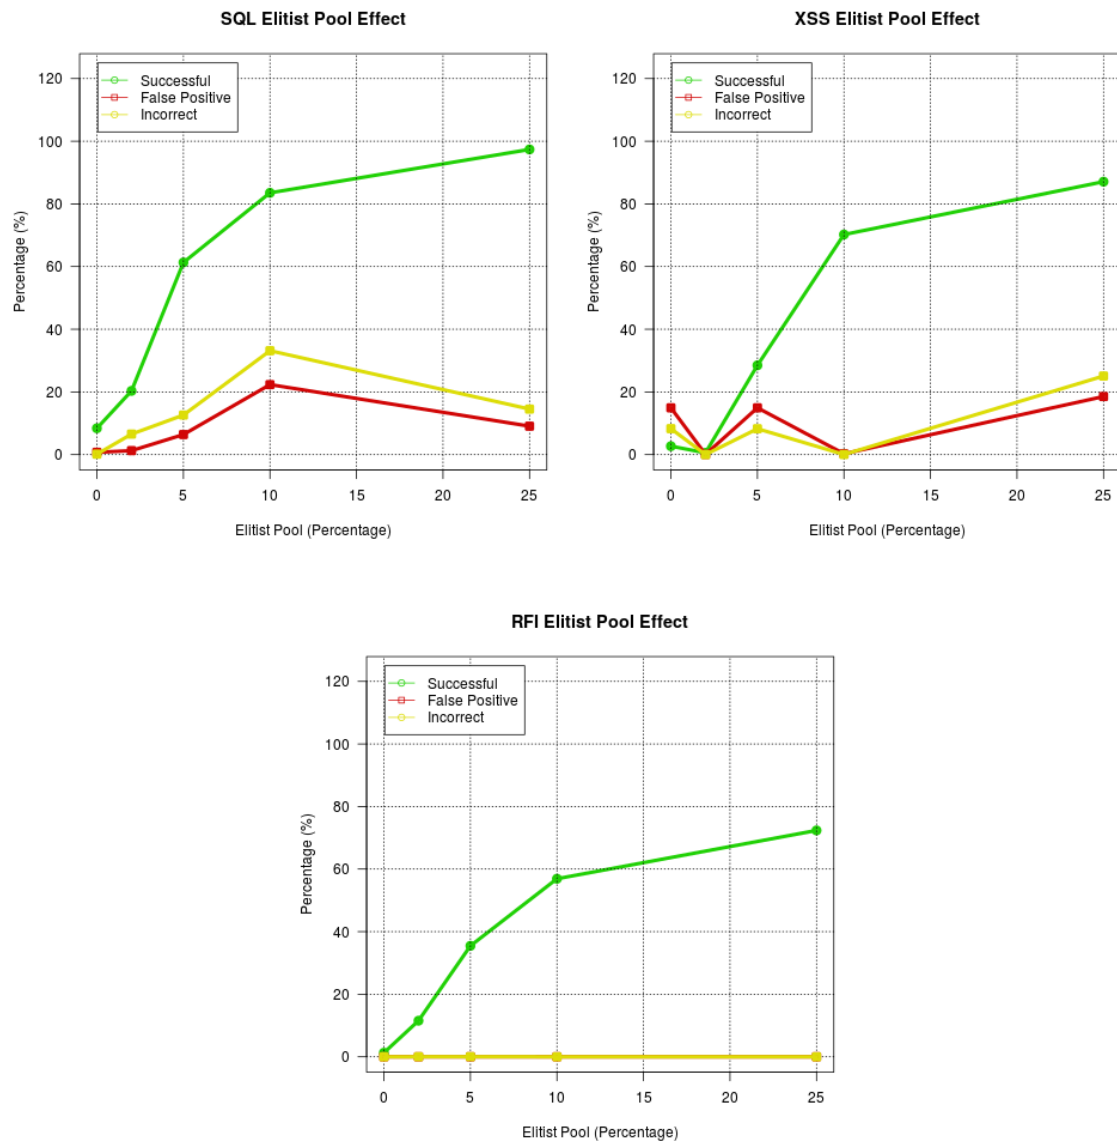 SQL Elitist Pool Effect
120
100
80
60
40
20
0
Percentage (%)
Successful
False Positive
Incorrect
0 5 10 15 20 25
Elitist Pool (Percentage)
XSS Elitist Pool Effect
120
100
80
60
40
20
0
Percentage (%)
Successful
False Positive
Incorrect
0 5 10 15 20 25
Elitist Pool (Percentage)
RFI Elitist Pool Effect
120
100
80
60
40
20
0
Percentage (%)
Successful
False Positive
Incorrect
0 5 10 15 20 25
Elitist Pool (Percentage)